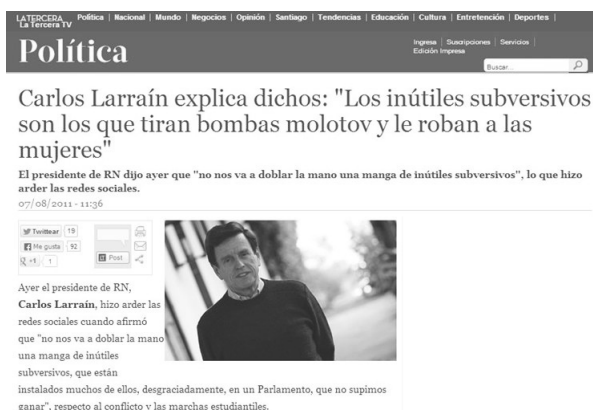 LATERCERA Política | Nacional | Mundo | Negocios | Opinión | Santiago | Tendencias | Educación | Cultura | Entretención | Deportes |
La Tercera TV
Política
Ingresa | Suscripciones | Servicios |
Edición Impresa
Buscar...
Carlos Larraín explica dichos: "Los inútiles subversivos
son los que tiran bombas molotov y le roban a las
mujeres"
El presidente de RN dijo ayer que "no nos va a doblar la mano una manga de inútiles subversivos", lo que hizo
arder las redes sociales.
07/08/2011 - 11:36
Twittear 19
Me gusta 92
+1 1
Post
Ayer el presidente de RN,
Carlos Larraín, hizo arder las
redes sociales cuando afirmó
que "no nos va a doblar la mano
una manga de inútiles
subversivos, que están
instalados muchos de ellos, desgraciadamente, en un Parlamento, que no supimos
ganar", respecto al conflicto y las marchas estudiantiles.